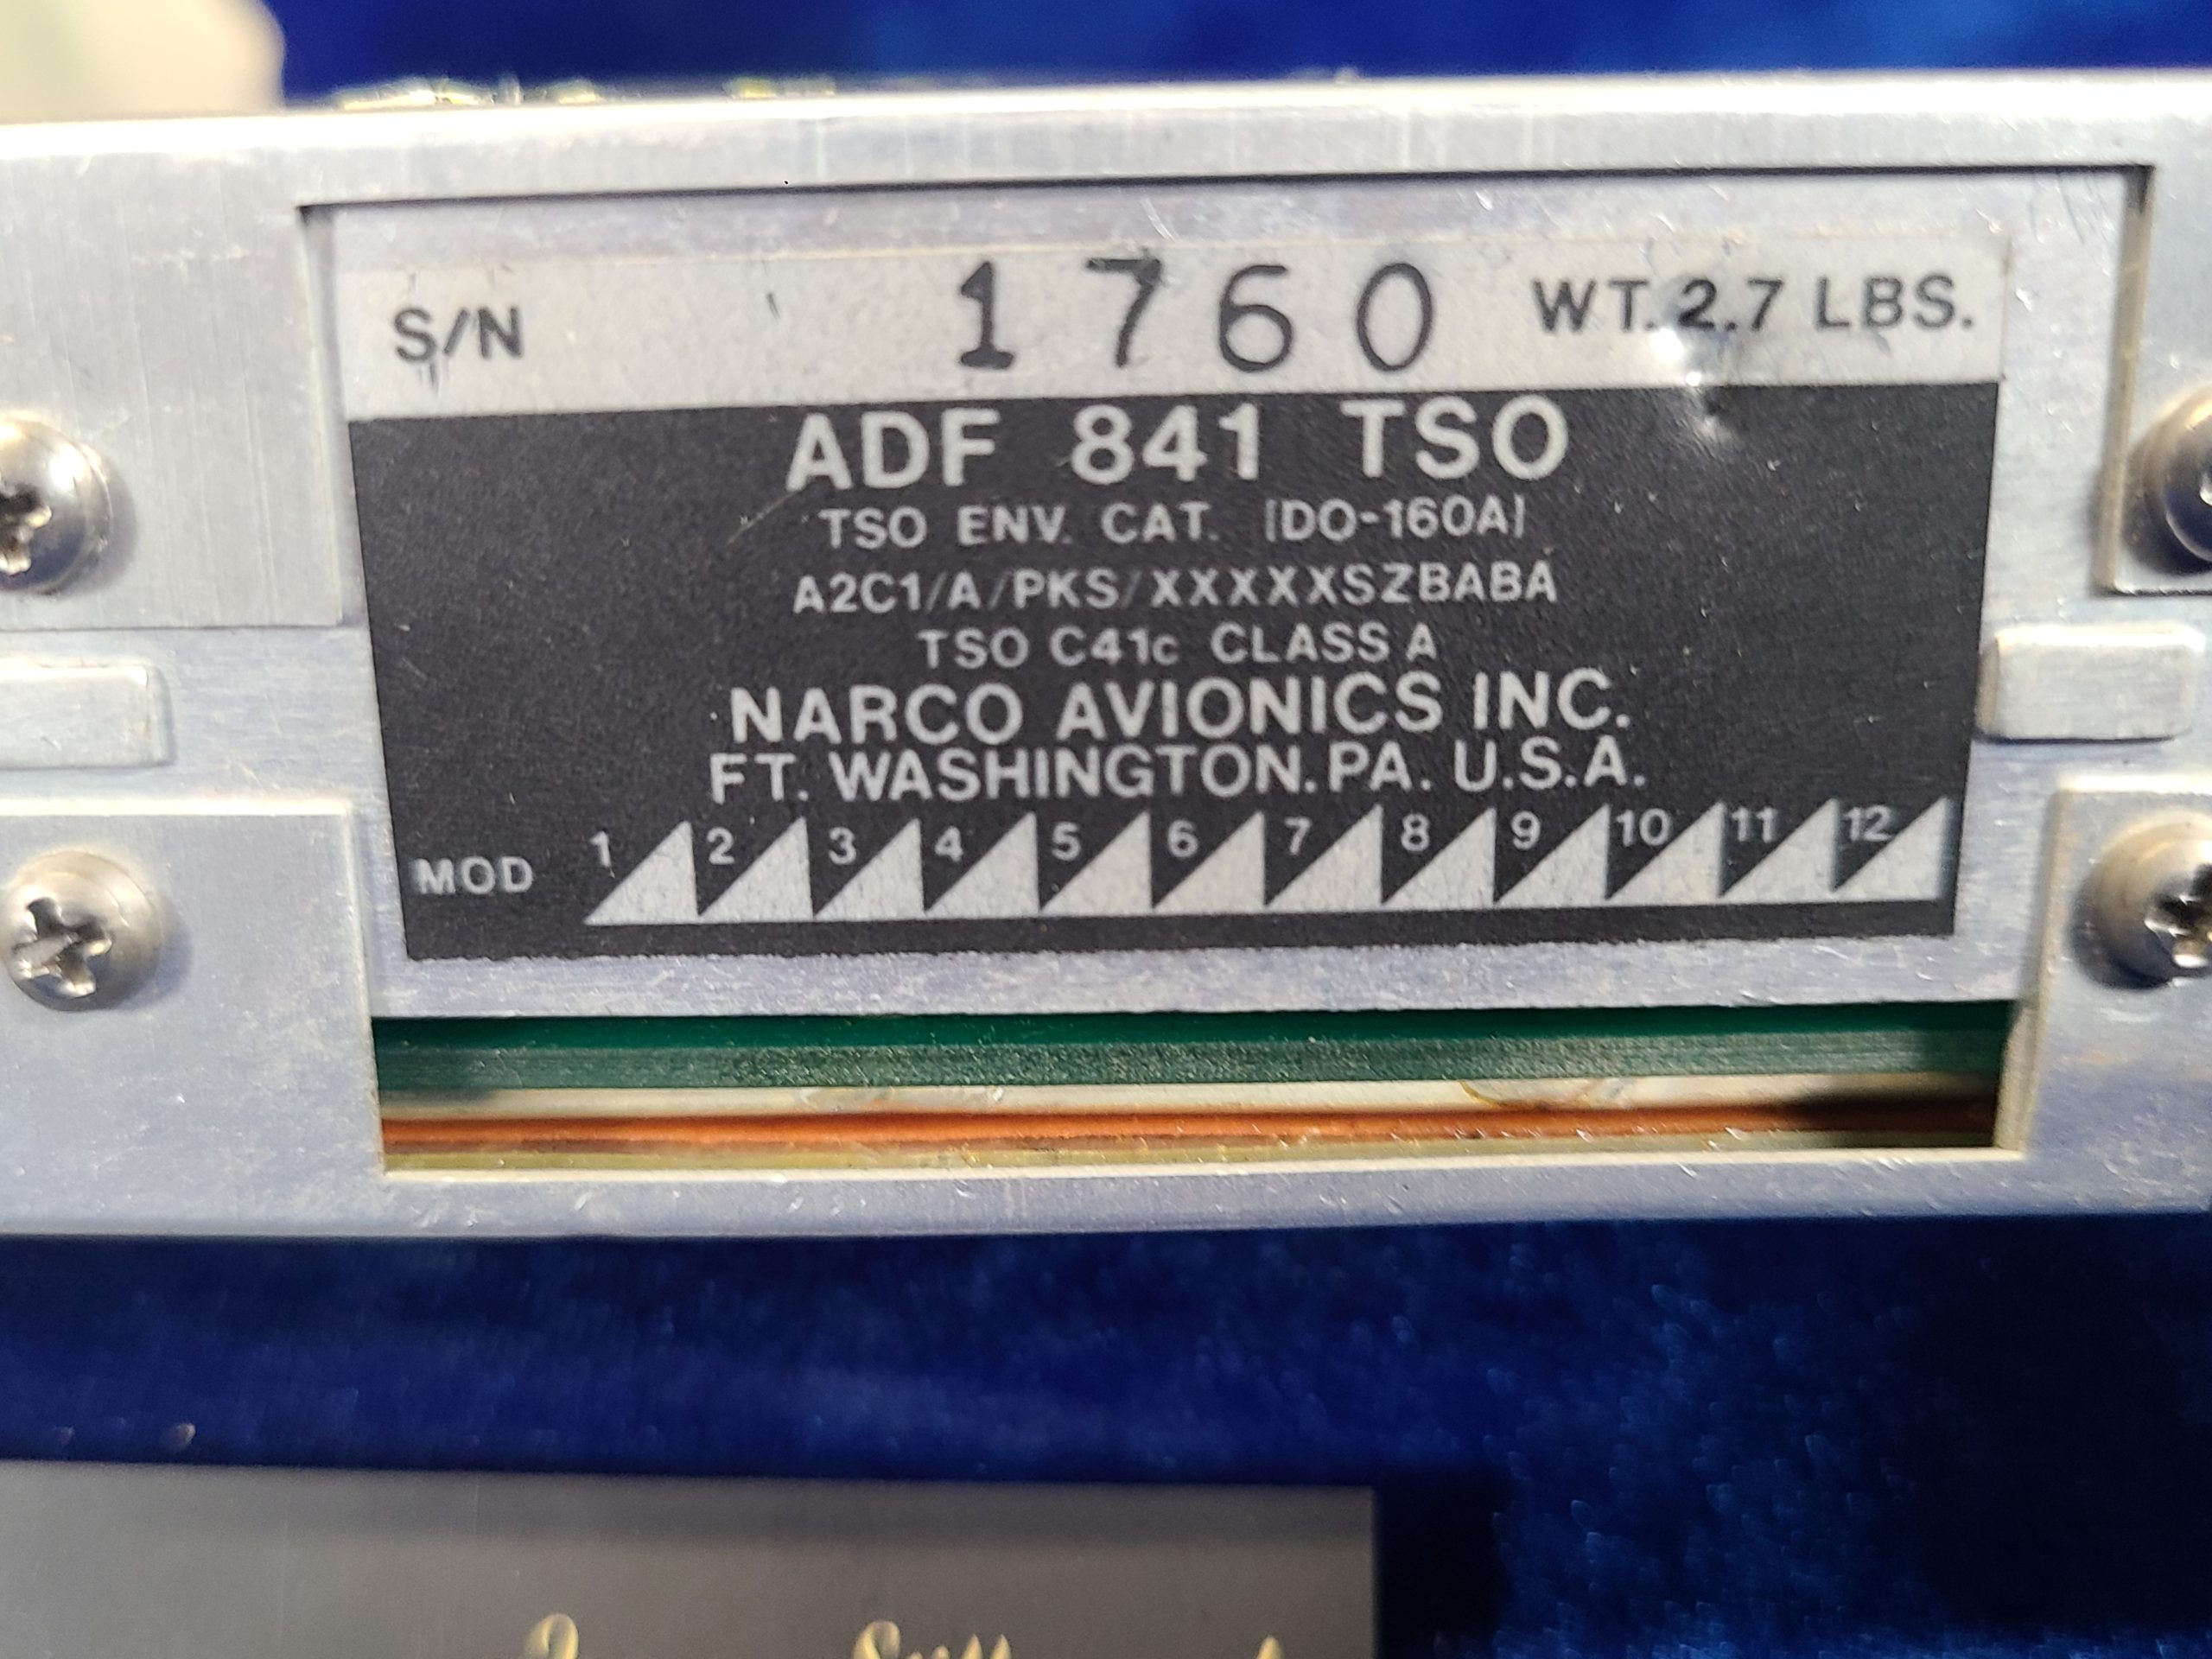 S/N 1760 WT. 2.7 LBS.
ADF 841 TSO
TSO ENV. CAT. (DO-160A)
A2C1/A/PKS/XXXXXSZBABA
TSO C41c CLASS A
NARCO AVIONICS INC.
FT. WASHINGTON. PA. U.S.A.
MOD 1 2 3 4 5 6 7 8 9 10 11 12